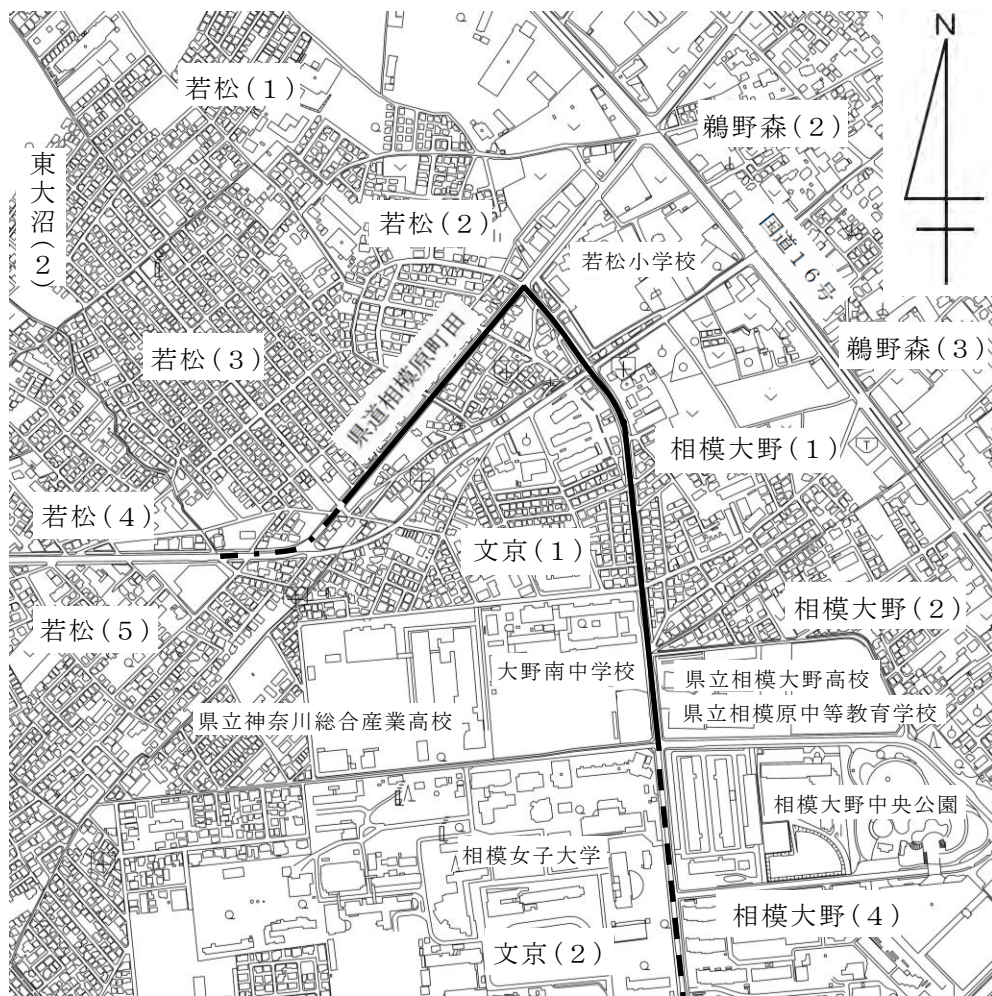 N
若松(1)
鵜野森(2)
東大沼(2)
若松(2)
国道16号
若松小学校
県道相模原町田
若松(3)
鵜野森(3)
相模大野(1)
若松(4)
文京(1)
相模大野(2)
若松(5)
大野南中学校
県立相模大野高校
県立神奈川総合産業高校
県立相模原中等教育学校
相模大野中央公園
相模女子大学
相模大野(4)
文京(2)